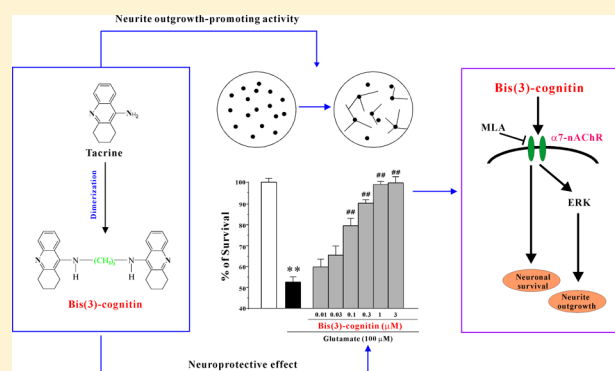 Neurite outgrowth-promoting activity
N
NH₂
Tacrine
Dimerization
N
N
H
(CH₂)₃
N
H
N
Bis(3)-cognitin
% of Survival
100
90
80
70
60
50
40
**
##
##
##
##
0.01 0.03 0.1 0.3 1 3
Bis(3)-cognitin (μM)
Glutamate (100 μM)
Neuroprotective effect
Bis(3)-cognitin
MLA
α7-nAChR
ERK
Neuronal
survival
Neurite
outgrowth